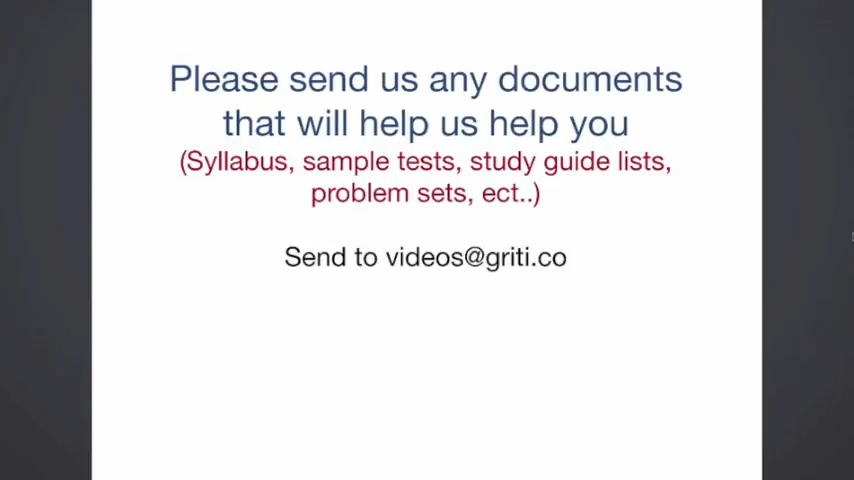 Please send us any documents
that will help us help you
(Syllabus, sample tests, study guide lists,
problem sets, ect..)
Send to videos@griti.co